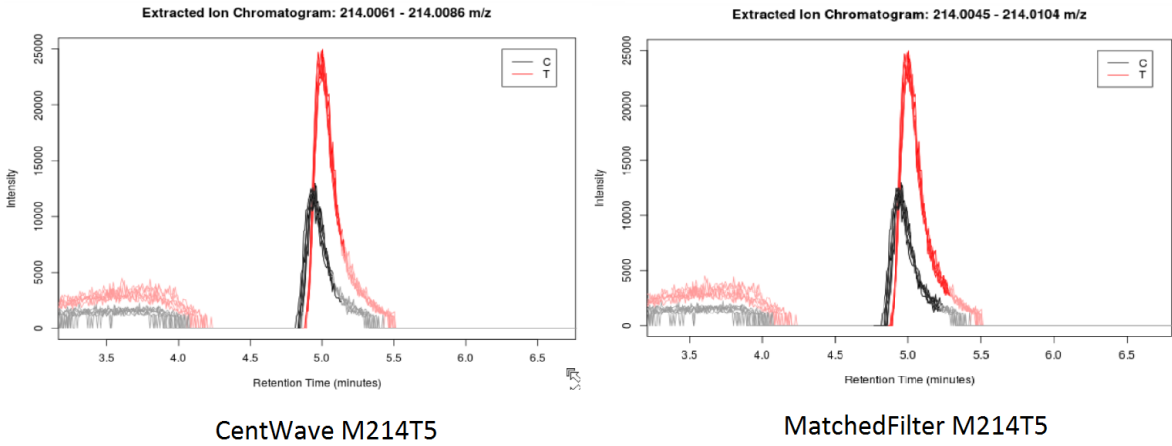 Extracted Ion Chromatogram: 214.0061 - 214.0086 m/z
25000
20000
15000
10000
5000
0
Intensity
C
T
3.5 4.0 4.5 5.0 5.5 6.0 6.5
Retention Time (minutes)
CentWave M214T5
Extracted Ion Chromatogram: 214.0045 - 214.0104 m/z
25000
20000
15000
10000
5000
0
Intensity
C
T
3.5 4.0 4.5 5.0 5.5 6.0 6.5
Retention Time (minutes)
MatchedFilter M214T5